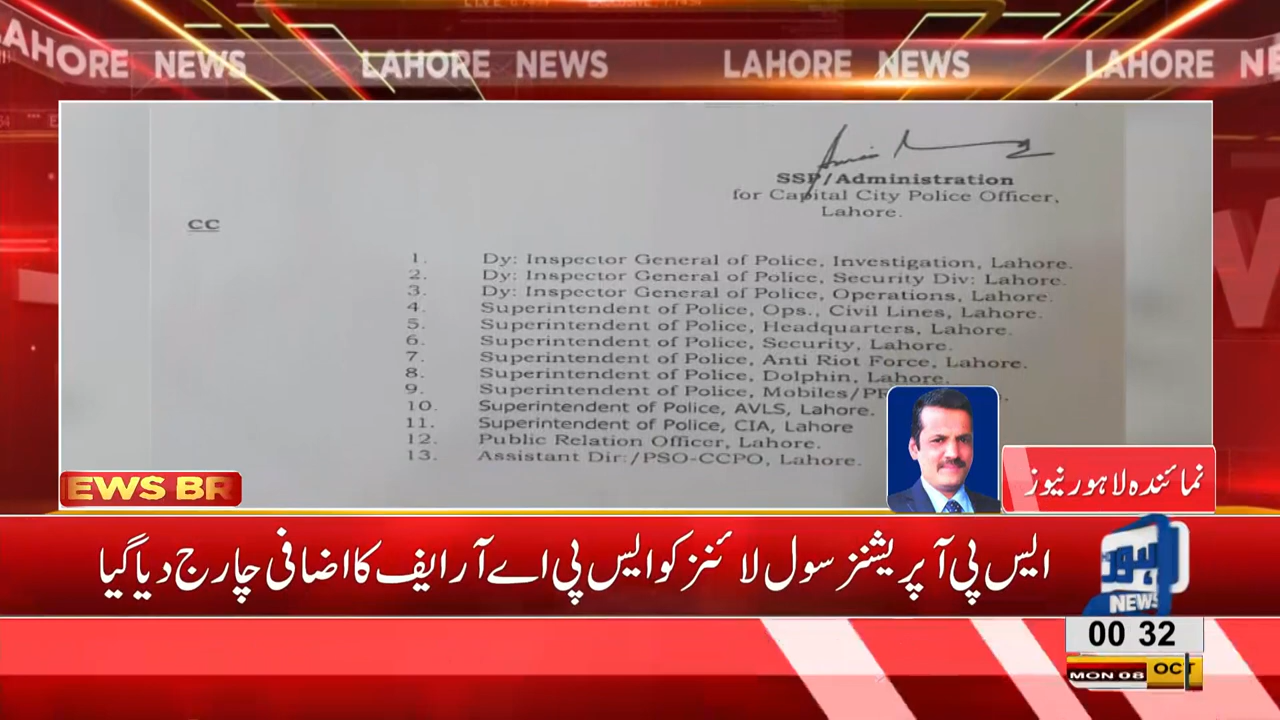 LAHORE NEWS LAHORE NEWS LAHORE NEWS LAHORE NE
SSP/Administration
for Capital City Police Officer,
Lahore.
CC
1. Dy: Inspector General of Police, Investigation, Lahore.
2. Dy: Inspector General of Police, Security Div: Lahore.
3. Dy: Inspector General of Police, Operations, Lahore.
4. Superintendent of Police, Ops., Civil Lines, Lahore.
5. Superintendent of Police, Headquarters, Lahore.
6. Superintendent of Police, Security, Lahore.
7. Superintendent of Police, Anti Riot Force, Lahore.
8. Superintendent of Police, Dolphin, Lahore.
9. Superintendent of Police, Mobiles/
10. Superintendent of Police, AVLS, Lahore.
11. Superintendent of Police, CIA, Lahore
12. Public Relation Officer, Lahore.
13. Assistant Dir:/PSO-CCPO, Lahore.
نمائندہ لاہور نیوز
EWS BR
ایس پی آپریشنز سول لائنز کو ایس پی اے آر ایف کا اضافی چارج دیا گیا
لاہور
NEWS
00 32
MON 08 OCT